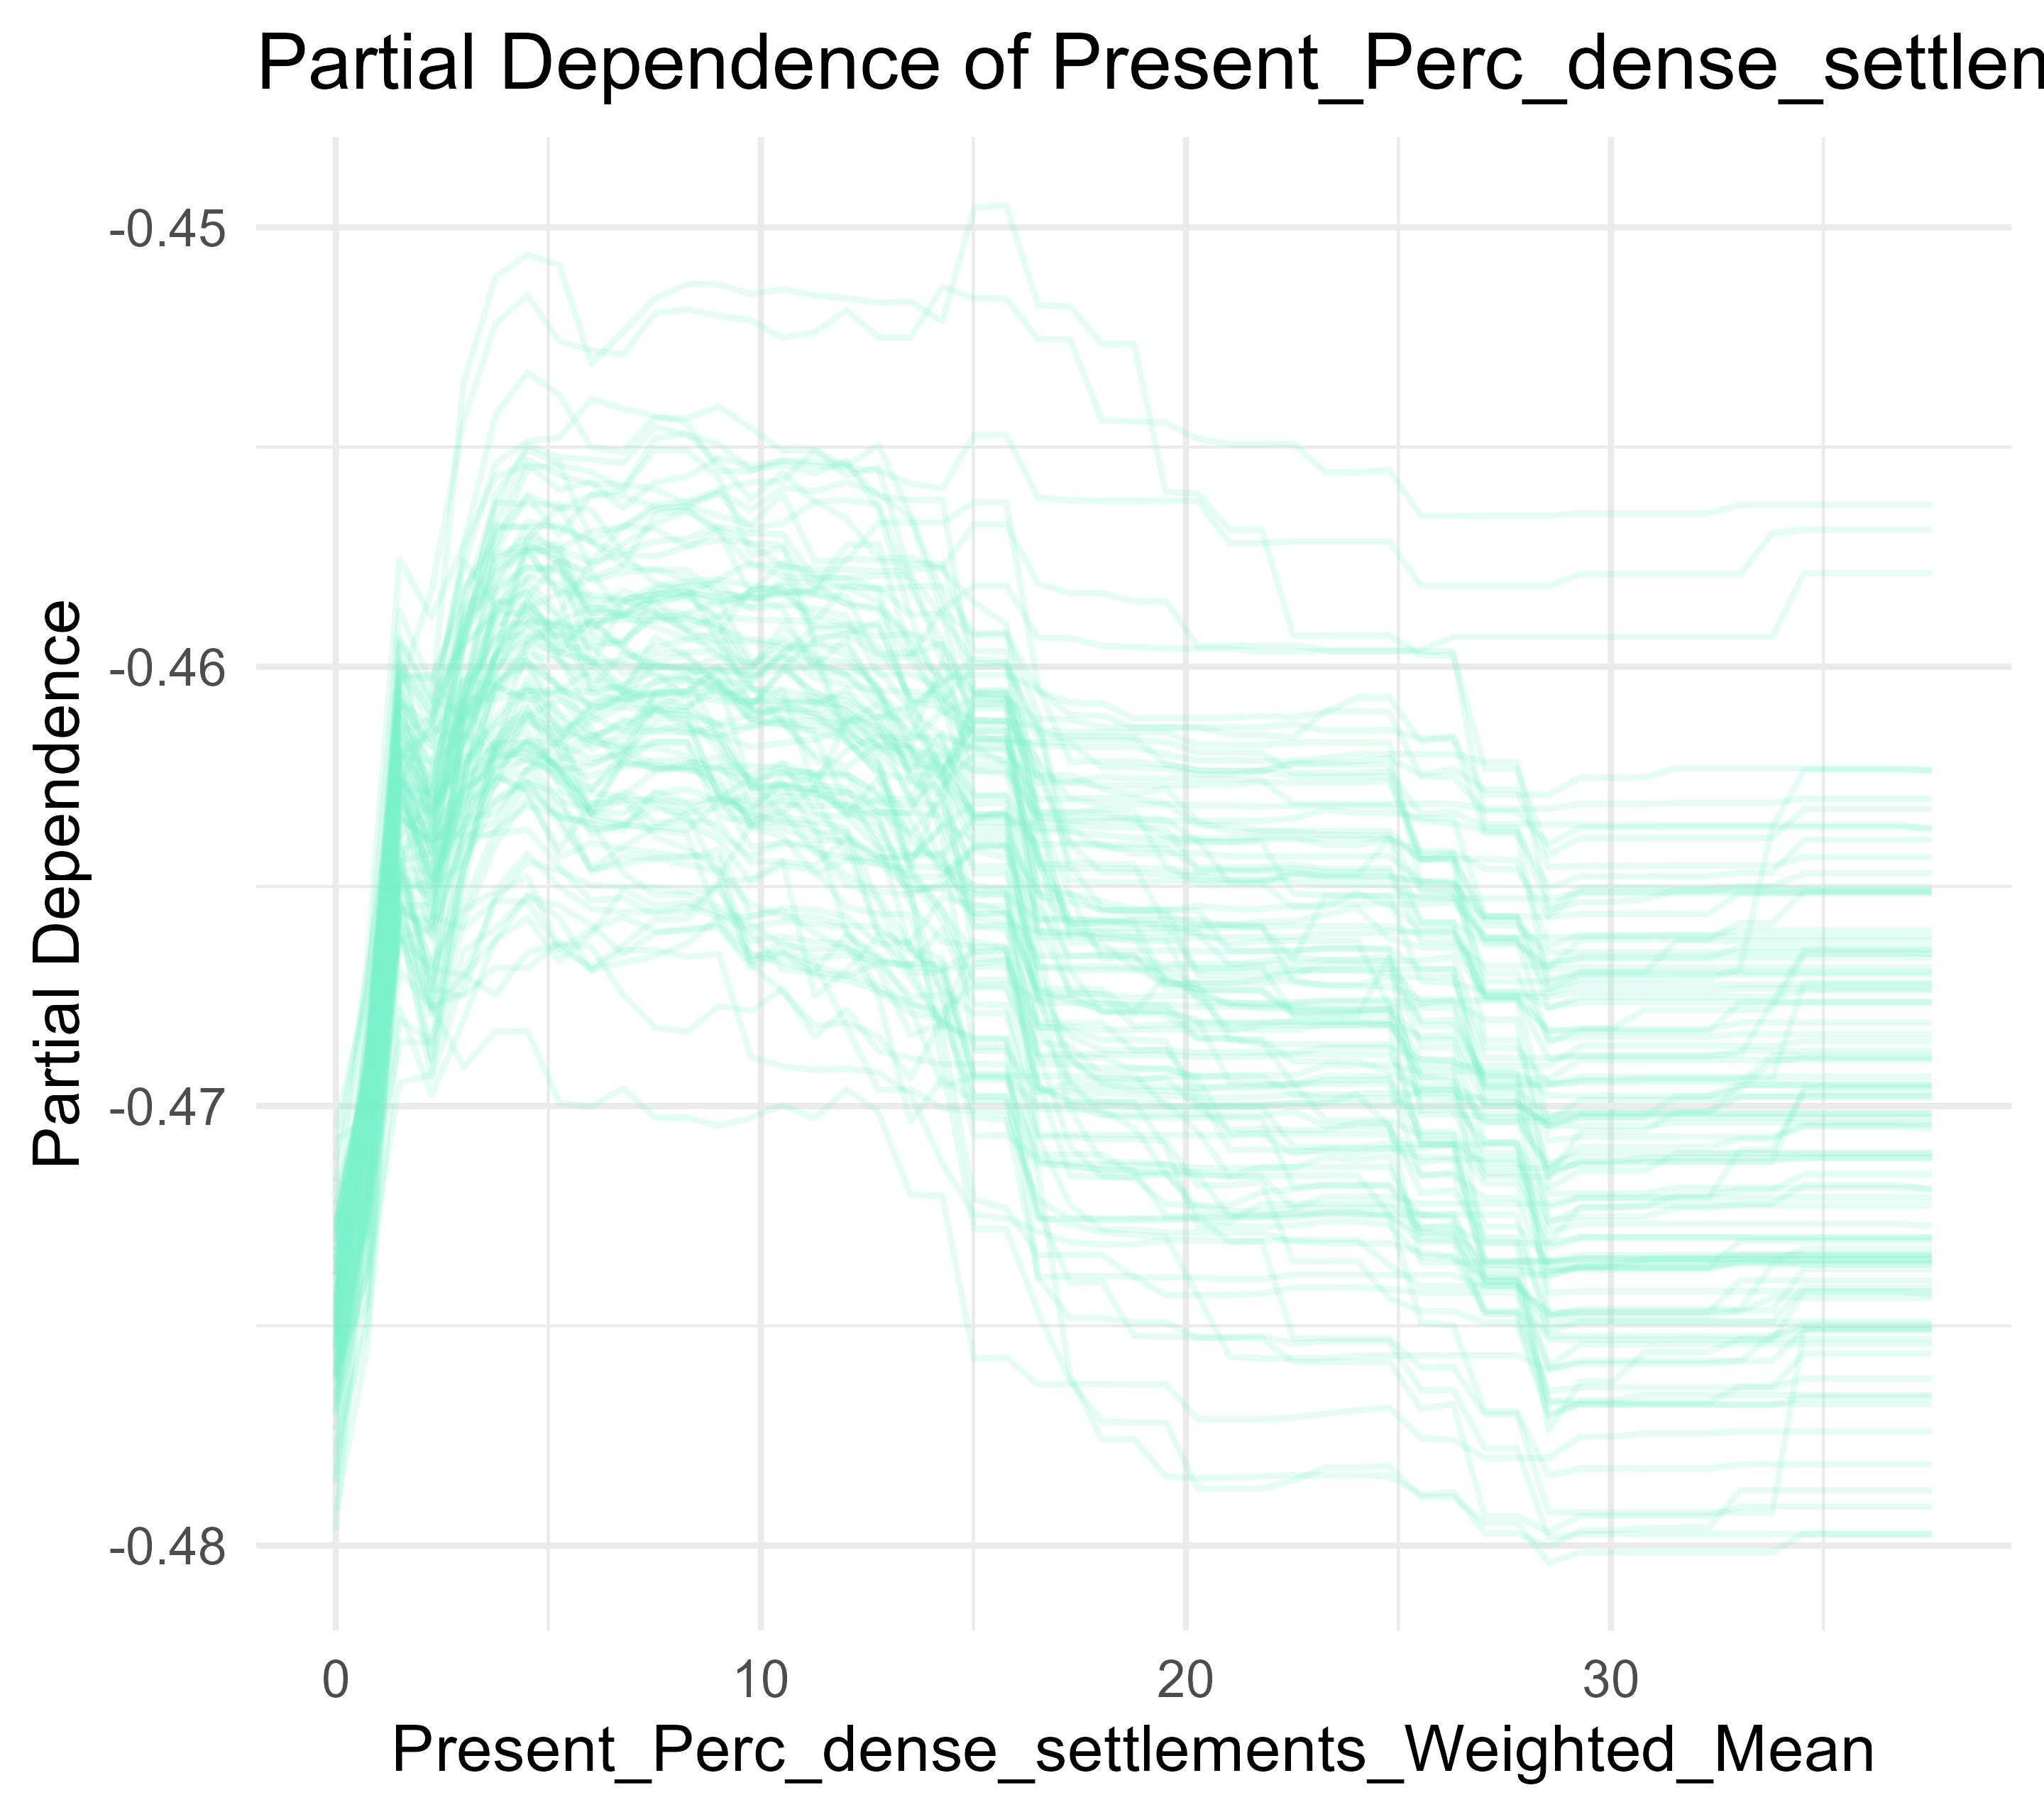 Partial Dependence of Present_Perc_dense_settlem
-0.45
-0.46
-0.47
-0.48
Partial Dependence
0 10 20 30
Present_Perc_dense_settlements_Weighted_Mean